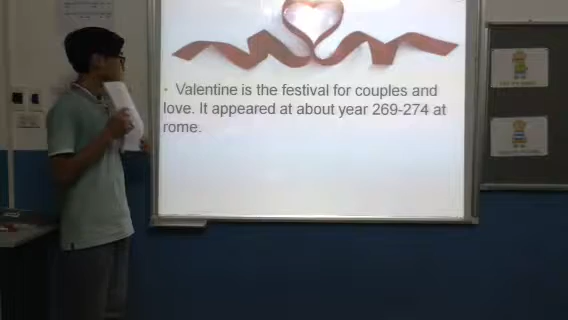 Valentine is the festival for couples and
love. It appeared at about year 269-274 at
rome.